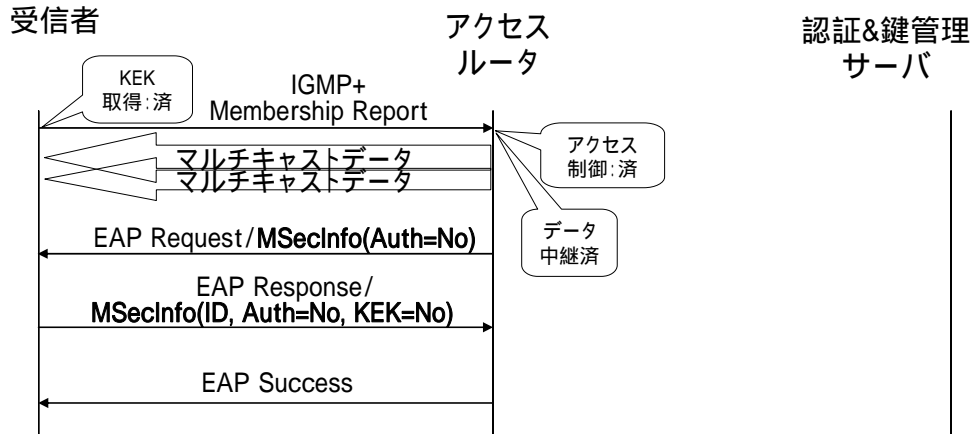 受信者
アクセス
ルータ
認証&鍵管理
サーバ
KEK
取得:済
IGMP+
Membership Report
マルチキャストデータ
マルチキャストデータ
アクセス
制御:済
データ
中継済
EAP Request/MSecInfo(Auth=No)
EAP Response/
MSecInfo(ID, Auth=No, KEK=No)
EAP Success